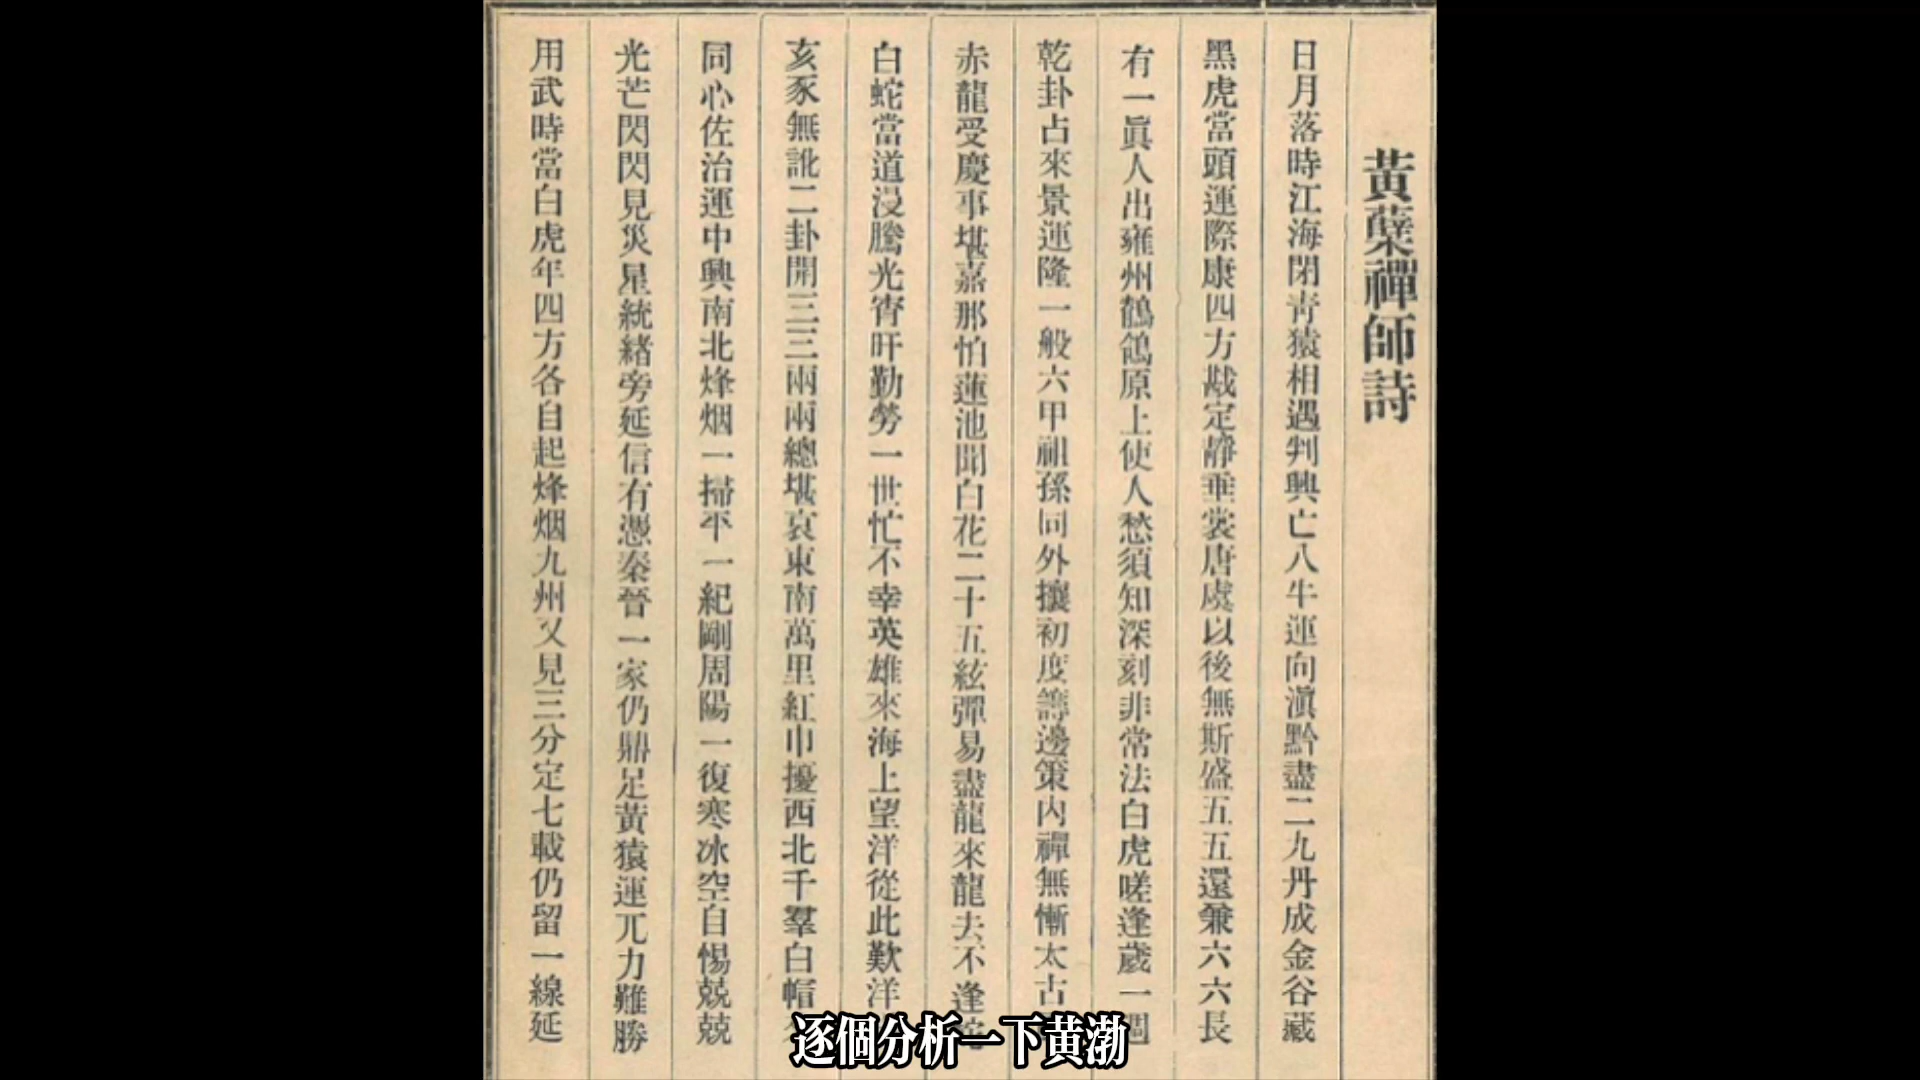 黃蘖禪師詩
日月落時江海閉青猿相遇判興亡八牛運向滇黔盡二九丹成金谷藏
黑虎當頭運際康四方戡定靜垂裳唐虞以後無斯盛五五還兼六六長
有一眞人出雍州鶺鴒原上使人愁須知深刻非常法白虎嗟逢歲一週
乾卦占來景運隆一般六甲祖孫同外攘初度籌邊策內禪無慚太古
赤龍受慶事堪嘉那怕蓮池聞白花二十五絃彈易盡龍來龍去不逢蛇
白蛇當道浸騰光宵旰勤勞一世忙不幸英雄來海上望洋從此歎洋
亥豕無訛二卦開三三兩兩總堪哀東南萬里紅巾擾西北千羣白帽
同心佐治運中興南北烽烟一掃平一紀剛周陽一復寒冰空自惕兢兢
光芒閃閃見災星統緒旁延信有憑秦晉一家仍鼎足黃猿運兀力難勝
用武時當白虎年四方各自起烽烟九州又見三分定七載仍留一線延
逐個分析一下黄渤